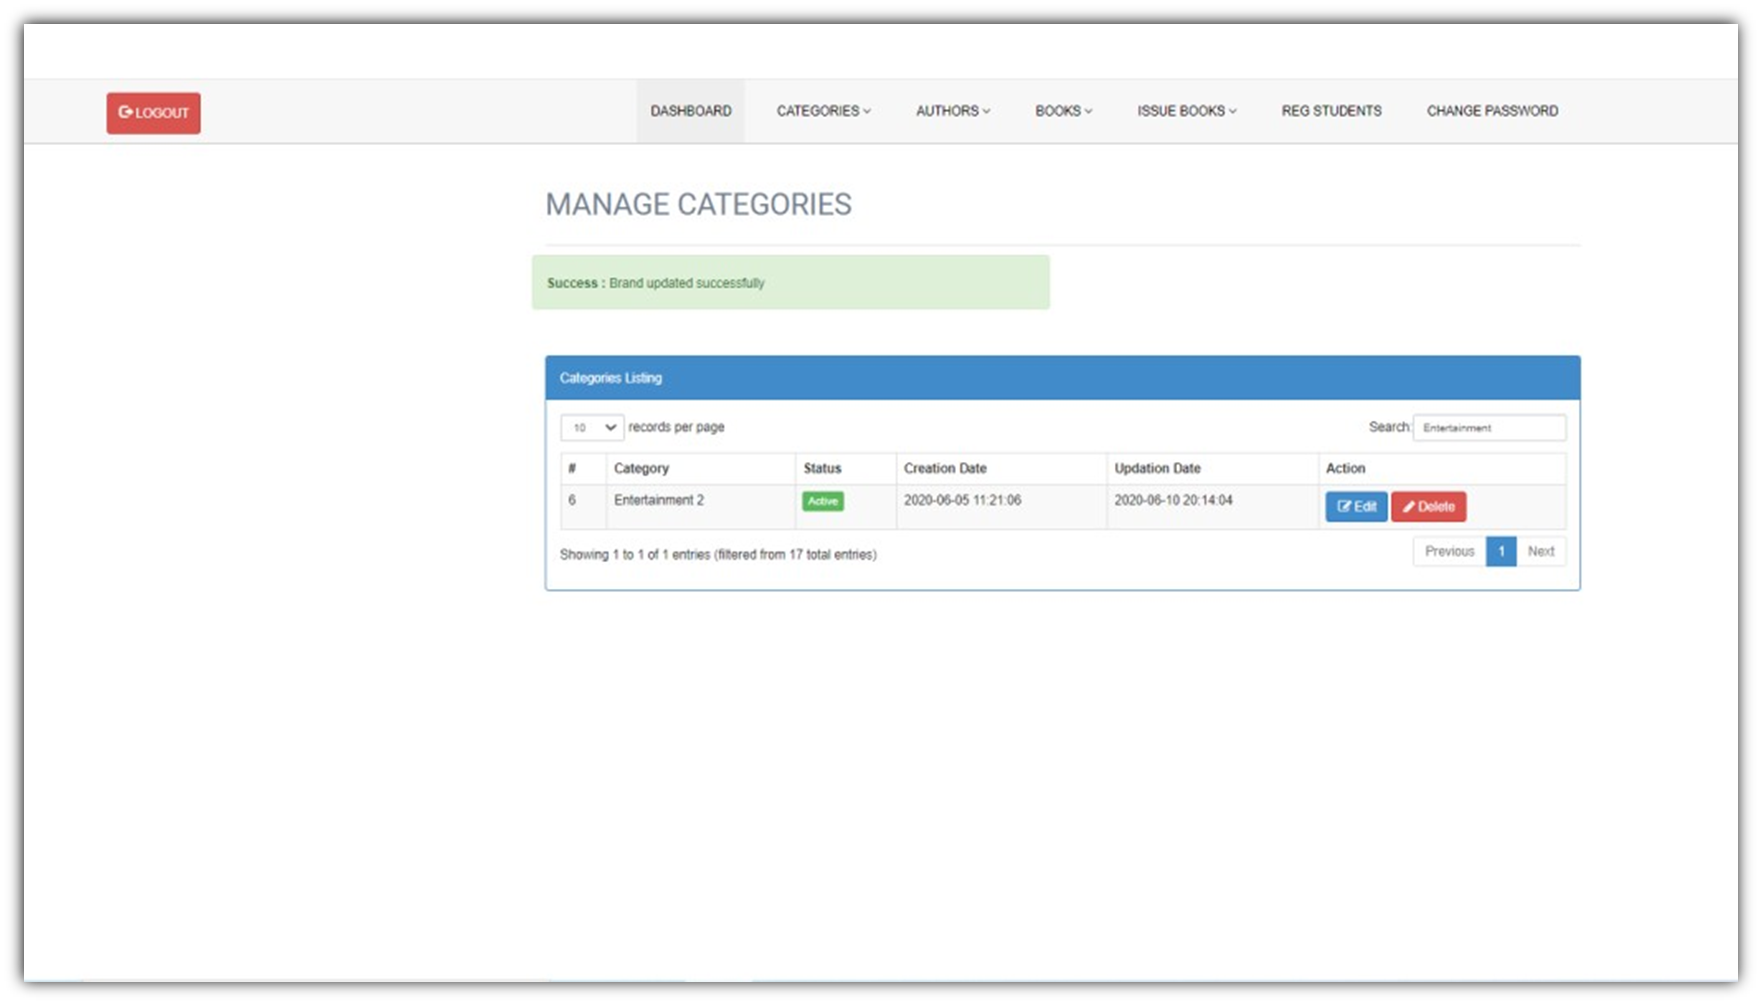 LOGOUT
DASHBOARD CATEGORIES AUTHORS BOOKS ISSUE BOOKS REG STUDENTS CHANGE PASSWORD
MANAGE CATEGORIES
Success : Brand updated successfully
Categories Listing
10 records per page Search: Entertainment
# Category Status Creation Date Updation Date Action
6 Entertainment 2 Active 2020-06-05 11:21:06 2020-06-10 20:14:04 Edit Delete
Showing 1 to 1 of 1 entries (filtered from 17 total entries) Previous 1 Next